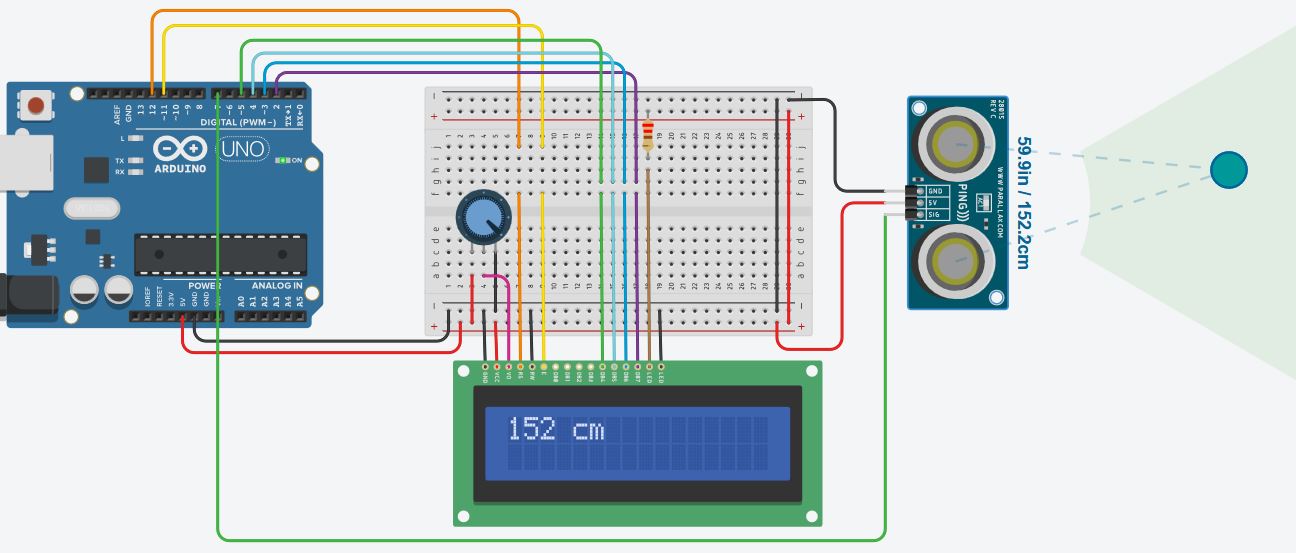 AREF
GND
13
12
~11
~10
~9
8
7
~6
~5
4
~3
2
TX→1
RX←0
DIGITAL (PWM~)
L
TX
RX
ARDUINO
UNO
ON
POWER
ANALOG IN
IOREF
RESET
3.3V
5V
GND
GND
A0
A1
A2
A3
A4
A5
j
i
h
g
f
e
d
c
b
a
GND
VCC
VO
RS
RW
E
DB0
DB1
DB2
DB3
DB4
DB5
DB6
DB7
LED
LED
152 cm
28015
REV C
GND
5V
SIG
PING)))
WWW.PARALLAX.COM
59.9in / 152.2cm